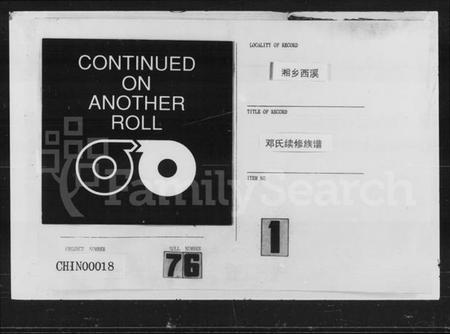 CONTINUED
ON
ANOTHER
ROLL
PROJECT NUMBER
CHIN00018
ROLL NUMBER
76
LOCALITY OF RECORD
湘乡西溪
TITLE OF RECORD
邓氏续修族谱
ITEM NO
1
FamilySearch